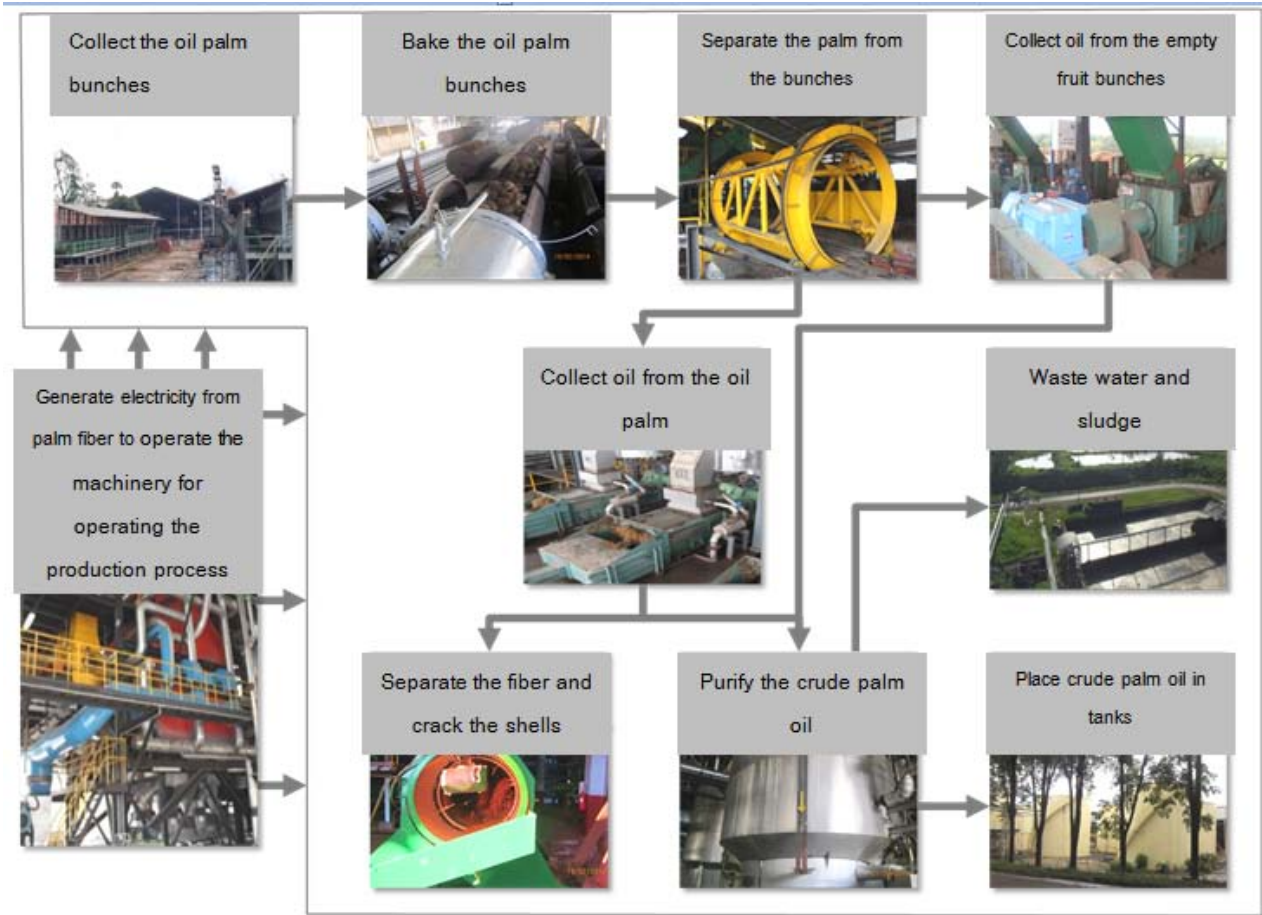 Collect the oil palm
bunches
Bake the oil palm
bunches
Separate the palm from
the bunches
Collect oil from the empty
fruit bunches
Collect oil from the oil
palm
Waste water and
sludge
Generate electricity from
palm fiber to operate the
machinery for
operating the
production process
Separate the fiber and
crack the shells
Purify the crude palm
oil
Place crude palm oil in
tanks